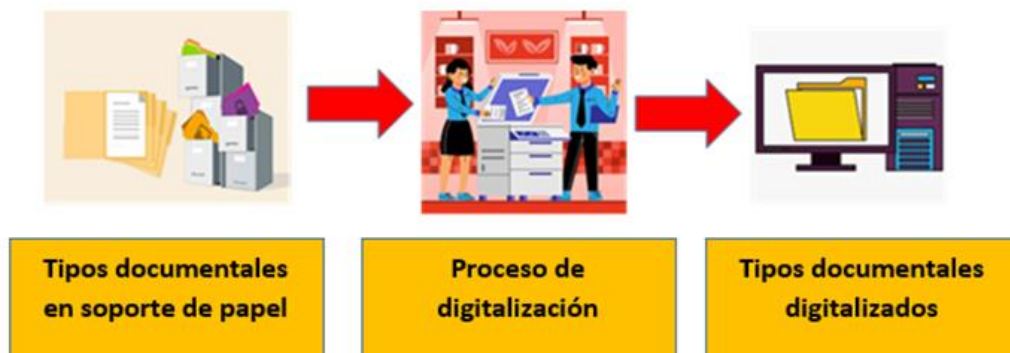 Tipos documentales
en soporte de papel
Proceso de
digitalización
Tipos documentales
digitalizados